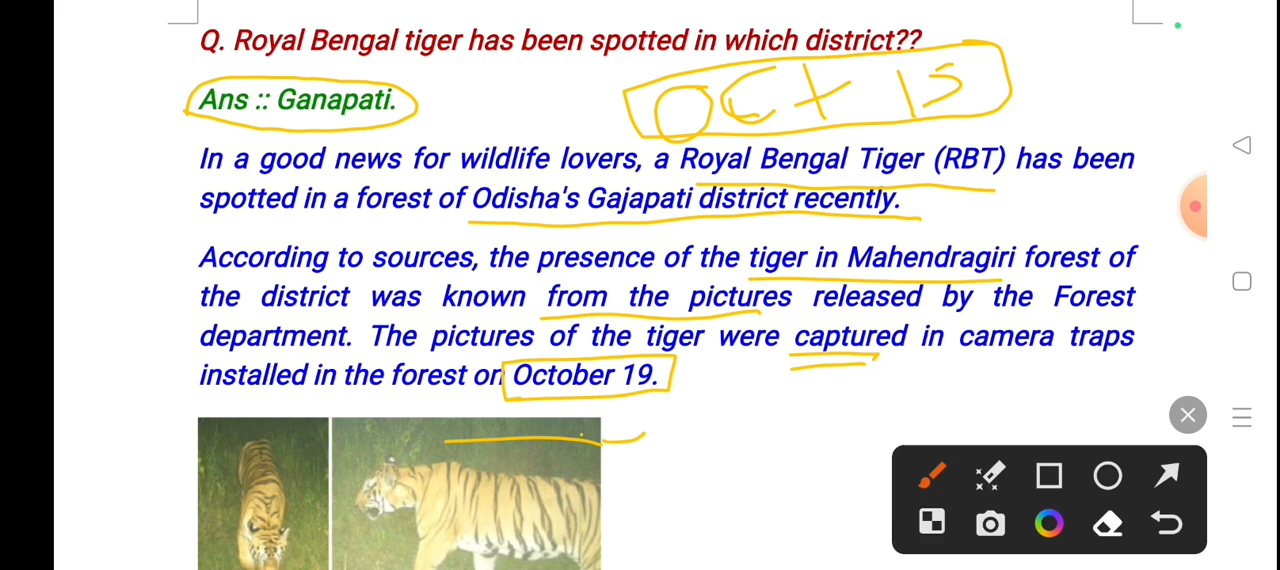 Q. Royal Bengal tiger has been spotted in which district??
OCT 15
Ans :: Ganapati.
In a good news for wildlife lovers, a Royal Bengal Tiger (RBT) has been
spotted in a forest of Odisha's Gajapati district recently.
According to sources, the presence of the tiger in Mahendragiri forest of
the district was known from the pictures released by the Forest
department. The pictures of the tiger were captured in camera traps
installed in the forest on October 19.